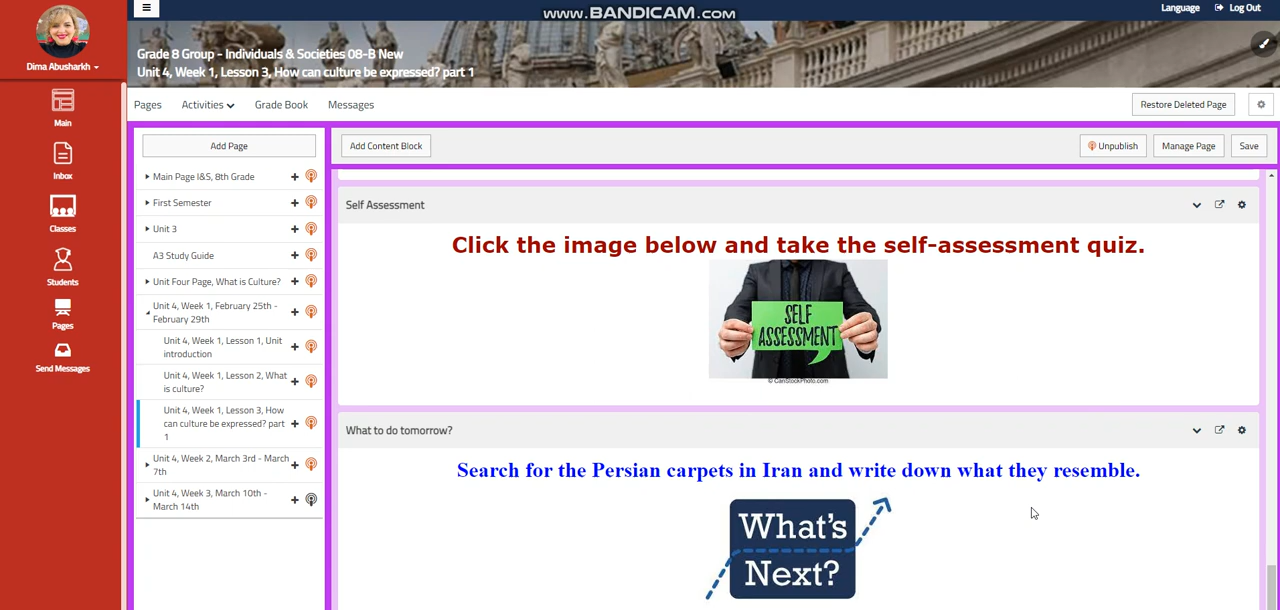 www.BANDICAM.com
Language
Log Out
Dima Abusharkh
Grade 8 Group - Individuals & Societies 08-B New
Unit 4, Week 1, Lesson 3, How can culture be expressed? part 1
Pages
Activities
Grade Book
Messages
Restore Deleted Page
Main
Inbox
Classes
Students
Pages
Send Messages
Add Page
Main Page I&S, 8th Grade
First Semester
Unit 3
A3 Study Guide
Unit Four Page, What is Culture?
Unit 4, Week 1, February 25th -
February 29th
Unit 4, Week 1, Lesson 1, Unit
introduction
Unit 4, Week 1, Lesson 2, What
is culture?
Unit 4, Week 1, Lesson 3, How
can culture be expressed? part
1
Unit 4, Week 2, March 3rd - March
7th
Unit 4, Week 3, March 10th -
March 14th
Add Content Block
Unpublish
Manage Page
Save
Self Assessment
Click the image below and take the self-assessment quiz.
SELF
ASSESSMENT
© CanStockPhoto.com
What to do tomorrow?
Search for the Persian carpets in Iran and write down what they resemble.
What's
Next?